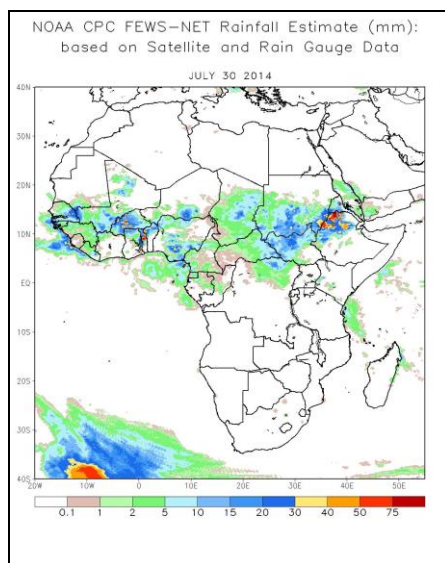 NOAA CPC FEWS-NET Rainfall Estimate (mm):
based on Satellite and Rain Gauge Data
JULY 30 2014
40N
30N
20N
10N
EQ
10S
20S
30S
40S
20W 10W 0 10E 20E 30E 40E 50E
0.1 1 2 5 10 15 20 30 40 50 75